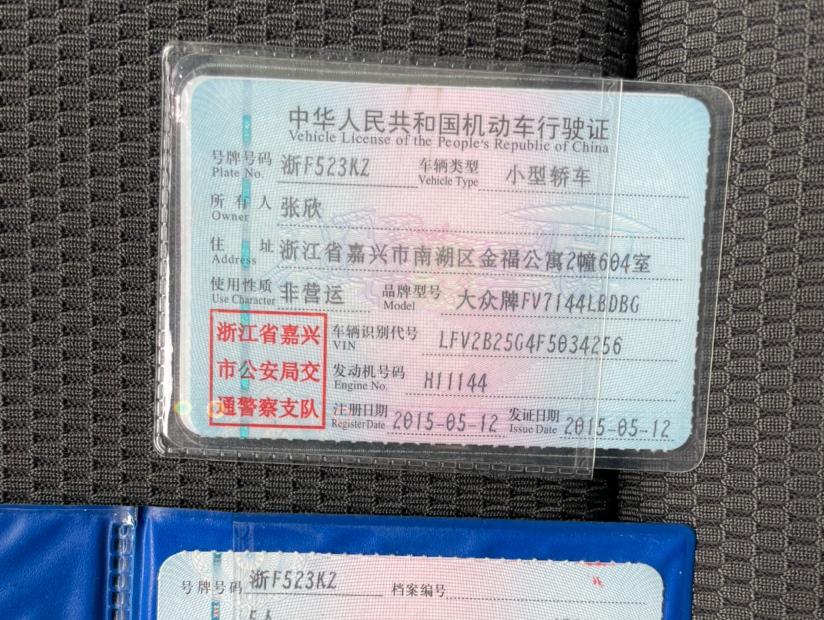 中华人民共和国机动车行驶证
Vehicle License of the People's Republic of China
号牌号码 浙F523KZ 车辆类型 小型轿车
Plate No. Vehicle Type
所有人 张欣
Owner
住址 浙江省嘉兴市南湖区金福公寓2幢604室
Address
使用性质 非营运 品牌型号 大众牌FV7144LBDBG
Use Character Model
浙江省嘉兴
市公安局交
通警察支队
车辆识别代号 LFV2B25G4F5034256
VIN
发动机号码 H11144
Engine No.
注册日期 2015-05-12 发证日期 2015-05-12
Register Date Issue Date
号牌号码 浙F523KZ 档案编号
5人